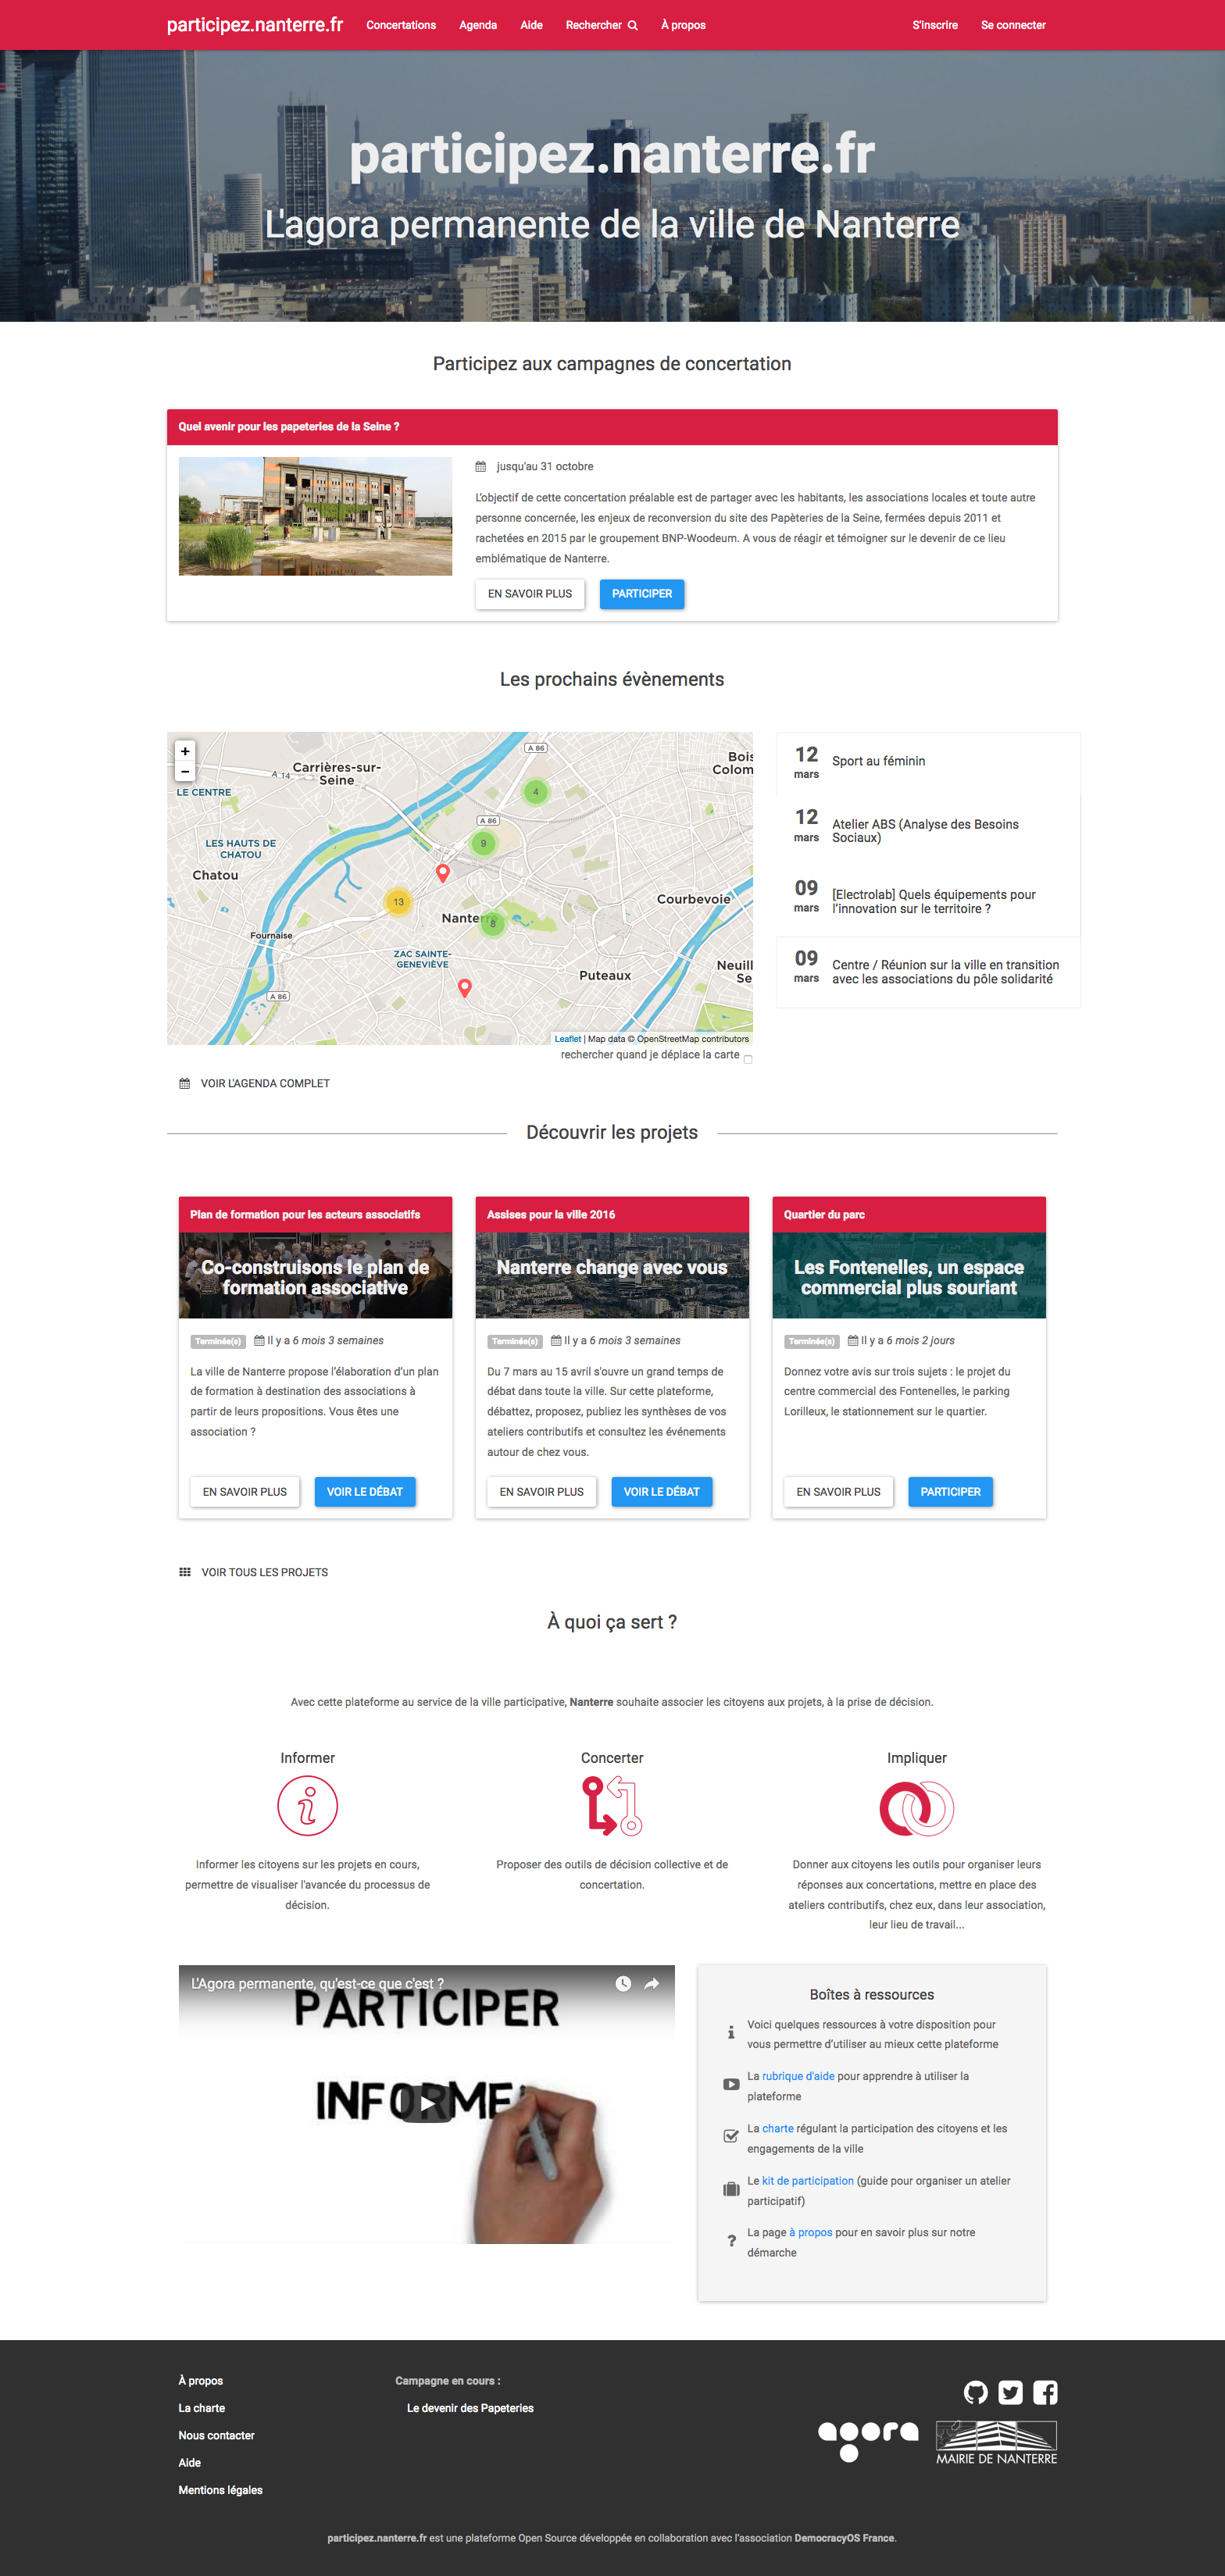 participez.nanterre.fr
Concertations
Agenda
Aide
Rechercher
À propos
S'inscrire
Se connecter
participez.nanterre.fr
L'agora permanente de la ville de Nanterre
Participez aux campagnes de concertation
Quel avenir pour les papeteries de la Seine ?
jusqu'au 31 octobre
L'objectif de cette concertation préalable est de partager avec les habitants, les associations locales et toute autre
personne concernée, les enjeux de reconversion du site des Papèteries de la Seine, fermées depuis 2011 et
rachetées en 2015 par le groupement BNP-Woodeum. A vous de réagir et témoigner sur le devenir de ce lieu
emblématique de Nanterre.
EN SAVOIR PLUS
PARTICIPER
Les prochains évènements
+
−
A 14
Carrières-sur-
Seine
A 86
Bois
Colom
LE CENTRE
4
A 86
LES HAUTS DE
CHATOU
9
Chatou
13
Nanterre
8
Courbevoie
Fournaise
ZAC SAINTE-
GENEVIÈVE
Puteaux
Neuill
Se
A 86
Leaflet | Map data © OpenStreetMap contributors
rechercher quand je déplace la carte
12
mars
Sport au féminin
12
mars
Atelier ABS (Analyse des Besoins
Sociaux)
09
mars
[Electrolab] Quels équipements pour
l'innovation sur le territoire ?
09
mars
Centre / Réunion sur la ville en transition
avec les associations du pôle solidarité
VOIR L'AGENDA COMPLET
Découvrir les projets
Plan de formation pour les acteurs associatifs
Co-construisons le plan de
formation associative
Terminée(s) Il y a 6 mois 3 semaines
La ville de Nanterre propose l'élaboration d'un plan
de formation à destination des associations à
partir de leurs propositions. Vous êtes une
association ?
EN SAVOIR PLUS
VOIR LE DÉBAT
Assises pour la ville 2016
Nanterre change avec vous
Terminée(s) Il y a 6 mois 3 semaines
Du 7 mars au 15 avril s'ouvre un grand temps de
débat dans toute la ville. Sur cette plateforme,
débattez, proposez, publiez les synthèses de vos
ateliers contributifs et consultez les événements
autour de chez vous.
EN SAVOIR PLUS
VOIR LE DÉBAT
Quartier du parc
Les Fontenelles, un espace
commercial plus souriant
Terminée(s) Il y a 6 mois 2 jours
Donnez votre avis sur trois sujets : le projet du
centre commercial des Fontenelles, le parking
Lorilleux, le stationnement sur le quartier.
EN SAVOIR PLUS
PARTICIPER
VOIR TOUS LES PROJETS
À quoi ça sert ?
Avec cette plateforme au service de la ville participative, Nanterre souhaite associer les citoyens aux projets, à la prise de décision.
Informer
Informer les citoyens sur les projets en cours,
permettre de visualiser l'avancée du processus de
décision.
Concerter
Proposer des outils de décision collective et de
concertation.
Impliquer
Donner aux citoyens les outils pour organiser leurs
réponses aux concertations, mettre en place des
ateliers contributifs, chez eux, dans leur association,
leur lieu de travail...
L'Agora permanente, qu'est-ce que c'est ?
PARTICIPER
INFORME
Boîtes à ressources
Voici quelques ressources à votre disposition pour
vous permettre d'utiliser au mieux cette plateforme
La rubrique d'aide pour apprendre à utiliser la
plateforme
La charte régulant la participation des citoyens et les
engagements de la ville
Le kit de participation (guide pour organiser un atelier
participatif)
La page à propos pour en savoir plus sur notre
démarche
À propos
La charte
Nous contacter
Aide
Mentions légales
Campagne en cours :
Le devenir des Papeteries
agora
MAIRIE DE NANTERRE
participez.nanterre.fr est une plateforme Open Source développée en collaboration avec l'association DemocracyOS France.